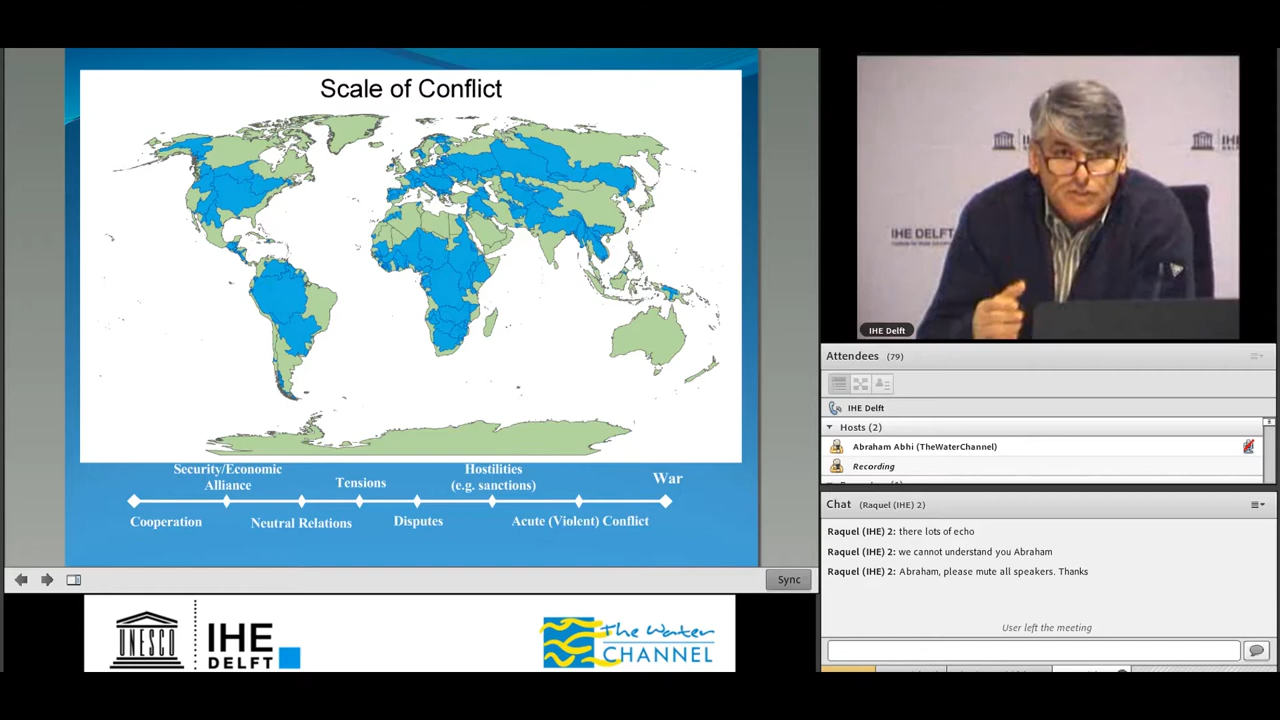 Scale of Conflict
Security/Economic
Alliance
Tensions
Hostilities
(e.g. sanctions)
War
Cooperation
Neutral Relations
Disputes
Acute (Violent) Conflict
Sync
UNESCO
IHE
DELFT
The Water
CHANNEL
IHE DELFT
IHE Delft
Attendees (79)
IHE Delft
Hosts (2)
Abraham Abhi (TheWaterChannel)
Recording
Chat (Raquel (IHE) 2)
Raquel (IHE) 2: there lots of echo
Raquel (IHE) 2: we cannot understand you Abraham
Raquel (IHE) 2: Abraham, please mute all speakers. Thanks
User left the meeting